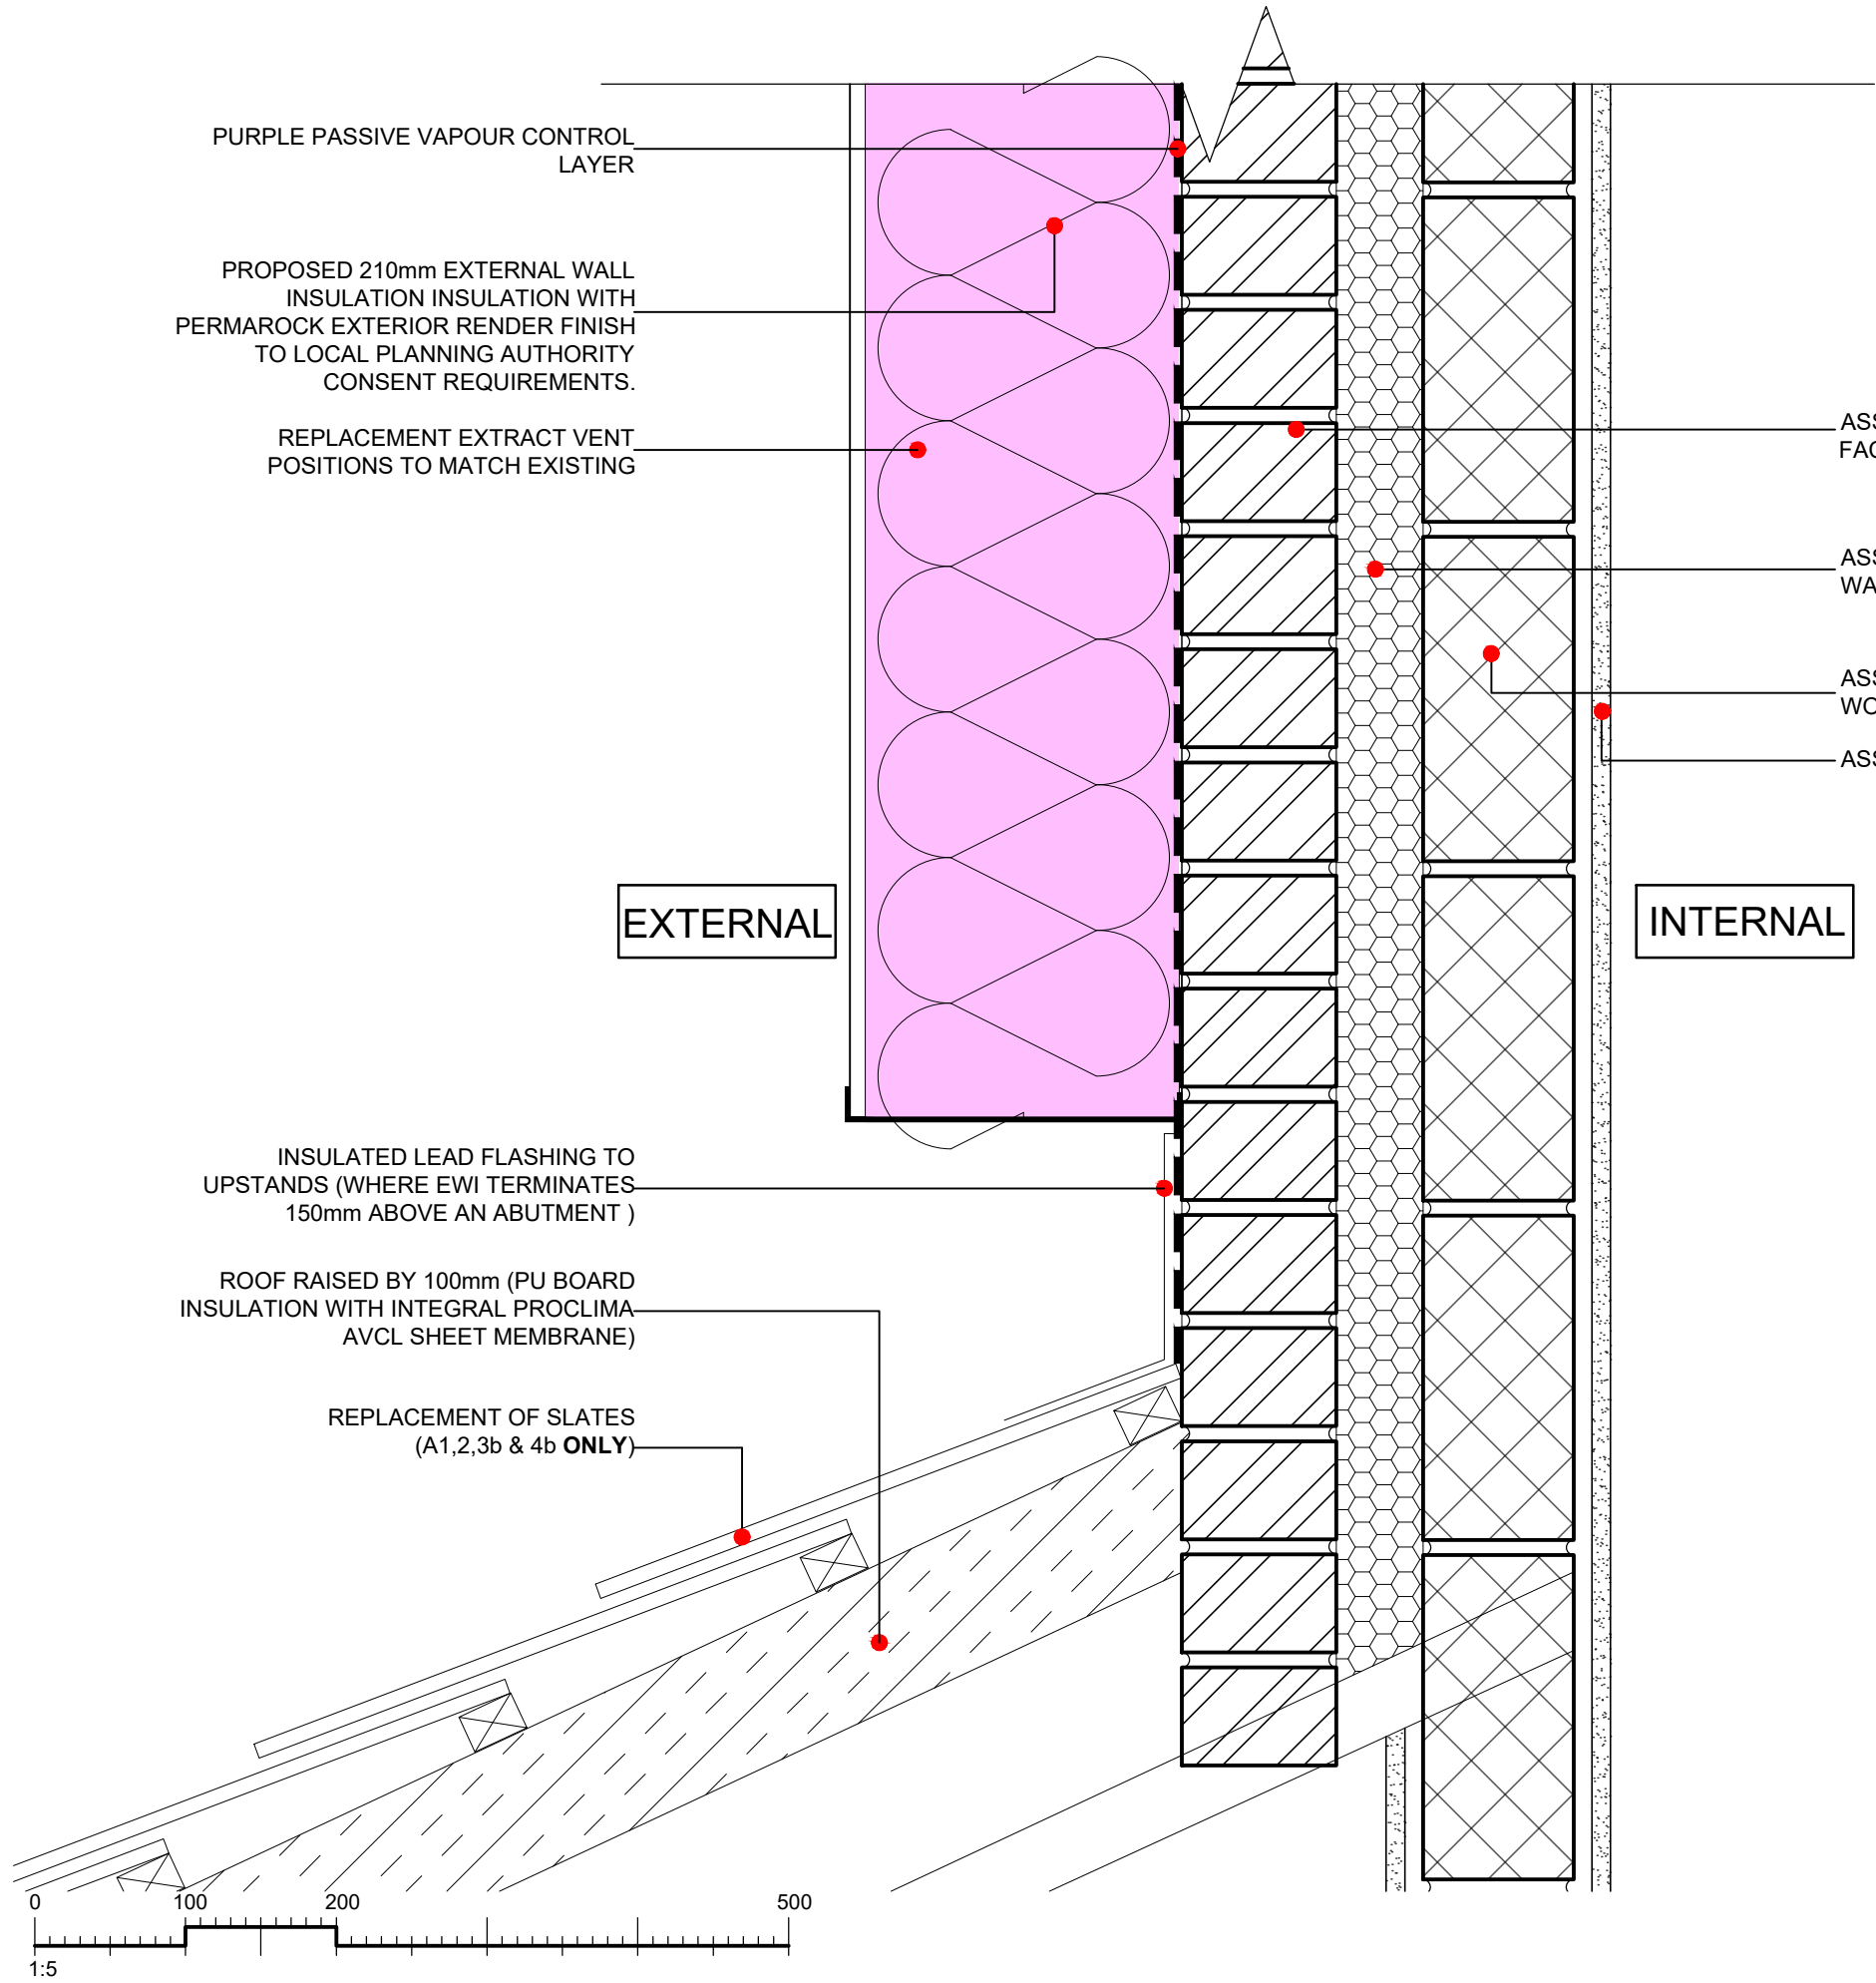 PURPLE PASSIVE VAPOUR CONTROL
LAYER
PROPOSED 210mm EXTERNAL WALL
INSULATION INSULATION WITH
PERMAROCK EXTERIOR RENDER FINISH
TO LOCAL PLANNING AUTHORITY
CONSENT REQUIREMENTS.
REPLACEMENT EXTRACT VENT
POSITIONS TO MATCH EXISTING
EXTERNAL
INTERNAL
INSULATED LEAD FLASHING TO
UPSTANDS (WHERE EWI TERMINATES
150mm ABOVE AN ABUTMENT )
ROOF RAISED BY 100mm (PU BOARD
INSULATION WITH INTEGRAL PROCLIMA
AVCL SHEET MEMBRANE)
REPLACEMENT OF SLATES
(A1,2,3b & 4b ONLY)
0 100 200 500
1:5